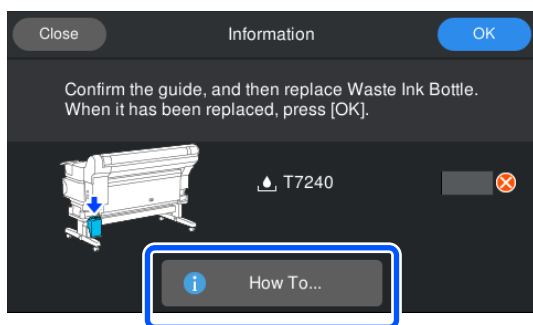 Close Information OK
Confirm the guide, and then replace Waste Ink Bottle.
When it has been replaced, press [OK].
T7240
i How To...